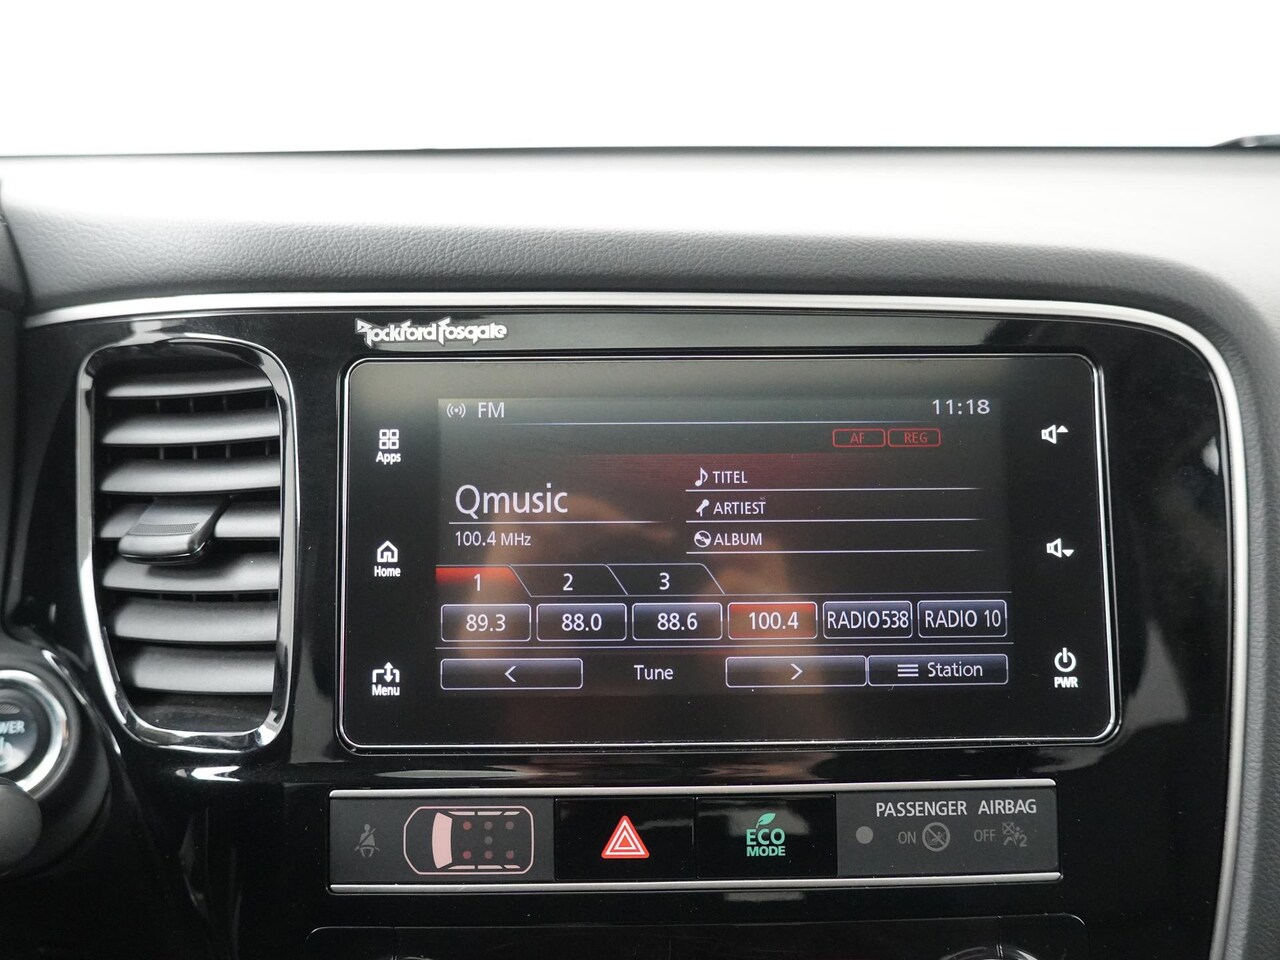 Rockford Fosgate
FM
11:18
AF REG
Apps
TITEL
Qmusic
ARTIEST
100.4 MHz
ALBUM
Home
1 2 3
89.3 88.0 88.6 100.4 RADIO538 RADIO 10
< Tune > Station
Menu
PWR
PASSENGER AIRBAG
ON OFF
ECO
MODE